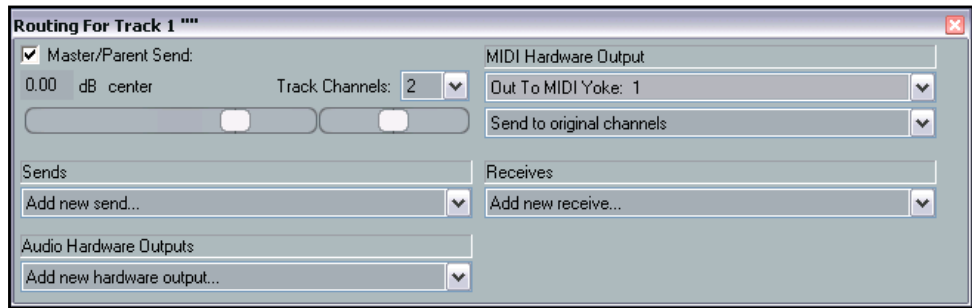 Routing For Track 1 ""
Master/Parent Send:
0.00 dB center
Track Channels: 2
MIDI Hardware Output
Out To MIDI Yoke: 1
Send to original channels
Sends
Add new send...
Receives
Add new receive...
Audio Hardware Outputs
Add new hardware output...